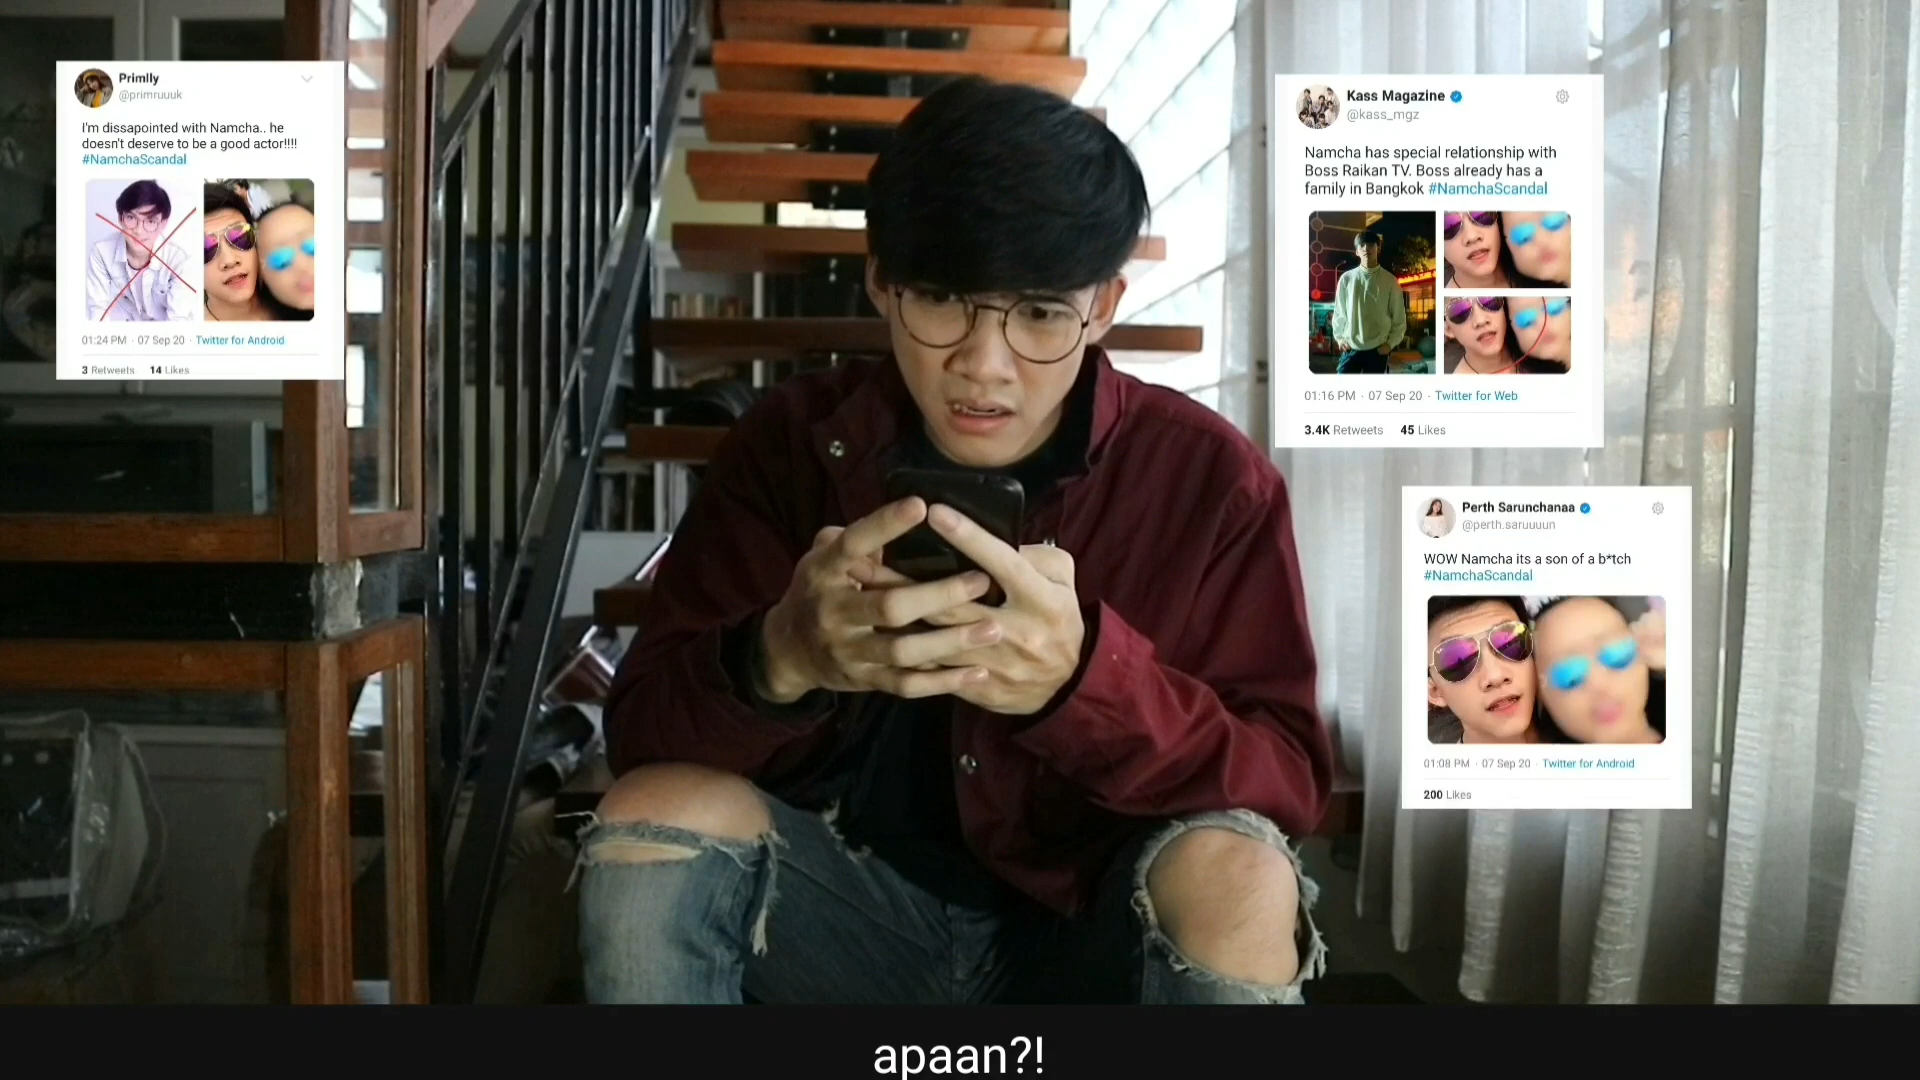 Primlly
@primruuuk
I'm dissapointed with Namcha.. he
doesn't deserve to be a good actor!!!!
#NamchaScandal
01:24 PM · 07 Sep 20 · Twitter for Android
3 Retweets 14 Likes
Kass Magazine
@kass_mgz
Namcha has special relationship with
Boss Raikan TV. Boss already has a
family in Bangkok #NamchaScandal
01:16 PM · 07 Sep 20 · Twitter for Web
3.4K Retweets 45 Likes
Perth Sarunchanaa
@perth.saruuuun
WOW Namcha its a son of a b*tch
#NamchaScandal
01:08 PM · 07 Sep 20 · Twitter for Android
200 Likes
apaan?!